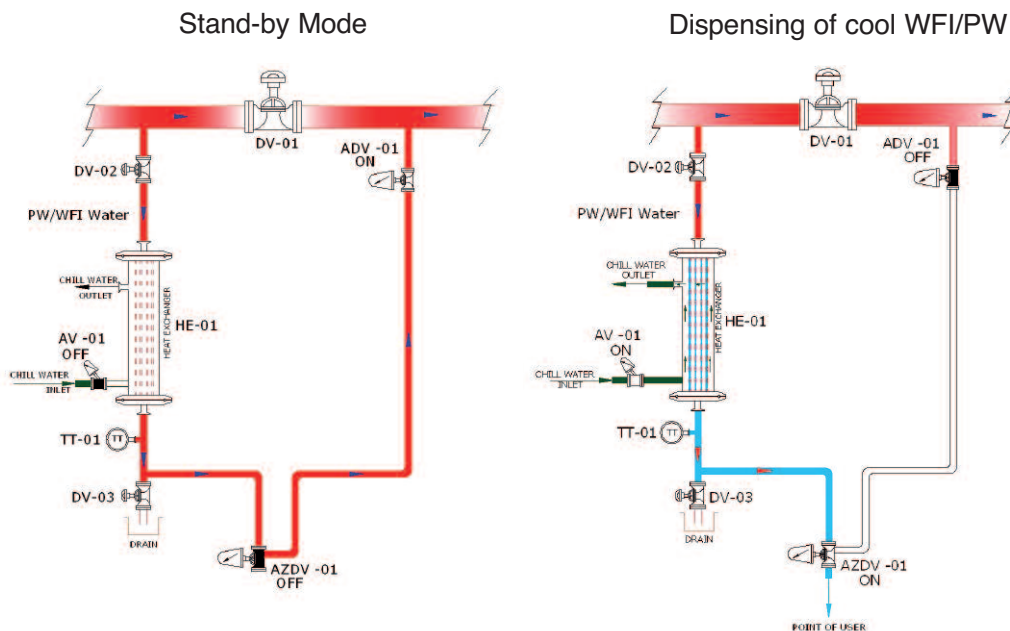 Stand-by Mode
DV-01
ADV -01
ON
DV-02
PW/WFI Water
CHILL WATER
OUTLET
HEAT EXCHANGER
HE-01
AV -01
OFF
CHILL WATER
INLET
TT-01
TT
DV-03
DRAIN
AZDV -01
OFF
Dispensing of cool WFI/PW
DV-01
ADV -01
OFF
DV-02
PW/WFI Water
CHILL WATER
OUTLET
HEAT EXCHANGER
HE-01
AV -01
ON
CHILL WATER
INLET
TT-01
TT
DV-03
DRAIN
AZDV -01
ON
POINT OF USER